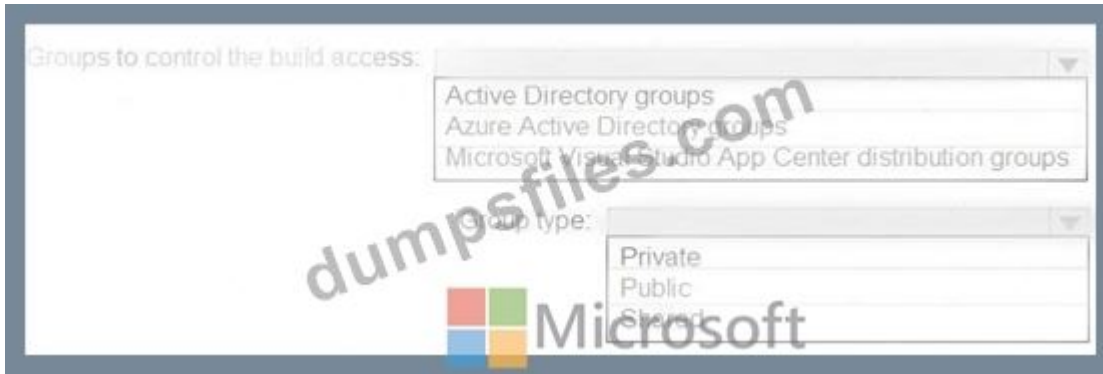 Groups to control the build access:
Active Directory groups
Azure Active Directory groups
Microsoft Visual Studio App Center distribution groups
Group type:
Private
Public
Shared
dumpsfiles.com
Microsoft